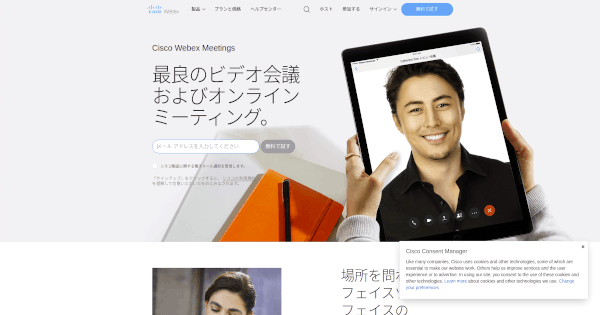 CISCO Webex 製品 プランと価格 ヘルプセンター ホスト 参加する サインイン 無料で試す
Cisco Webex Meetings
最良のビデオ会議
およびオンライン
ミーティング。
メール アドレスを入力してください 無料で試す
シスコ製品に関する電子メール通知を受信します。
場所を問わ
フェイス
フェイスの
Cisco Consent Manager
Like many companies, Cisco uses cookies and other technologies, some of which are
essential to make our website work. Others help us improve services and the user
experience or to advertise. In using our site, you consent to the use of these cookies and
other technologies. Learn more about cookies and other technologies we use. Change
your preferences